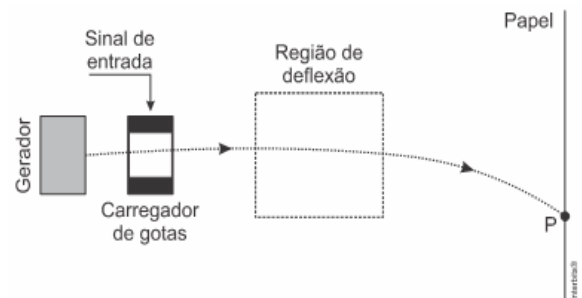 Papel
Sinal de
entrada
Região de
deflexão
Gerador
Carregador
de gotas
P